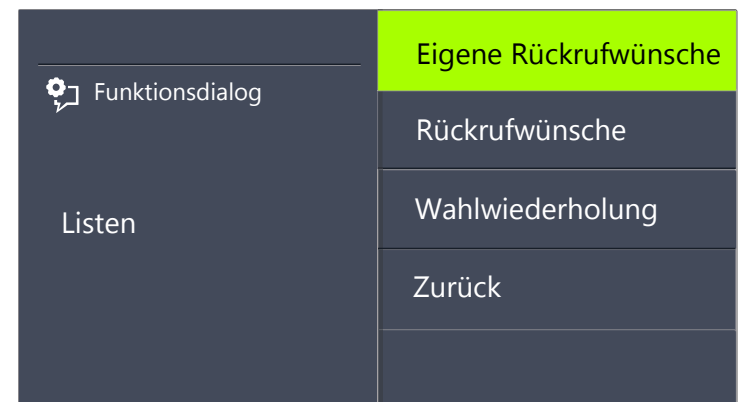 Funktionsdialog
Listen
Eigene Rückrufwünsche
Rückrufwünsche
Wahlwiederholung
Zurück